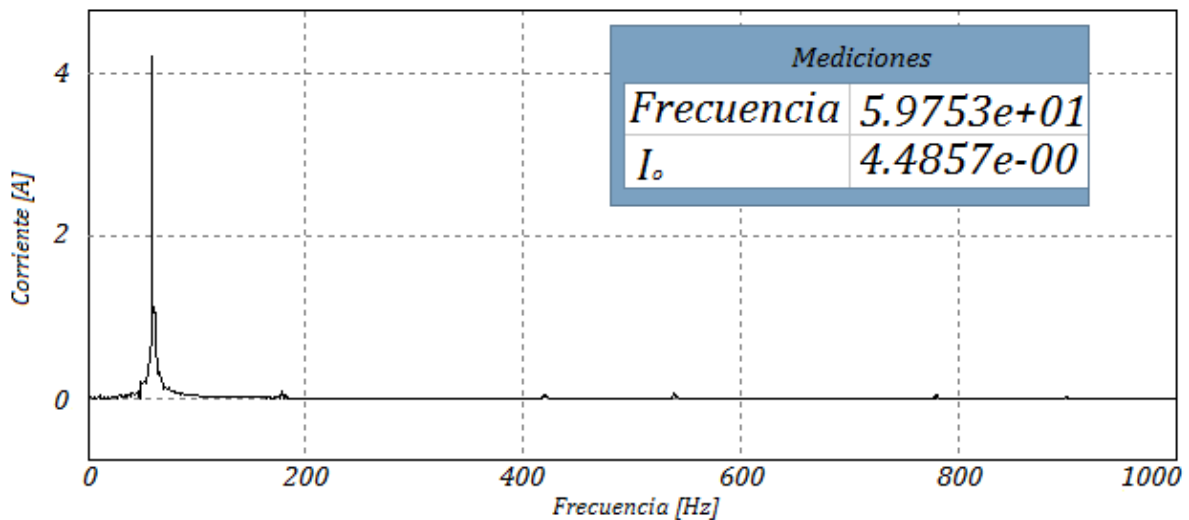 Mediciones
Frecuencia 5.9753e+01
I₀ 4.4857e-00
4
2
0
Corriente [A]
0 200 400 600 800 1000
Frecuencia [Hz]